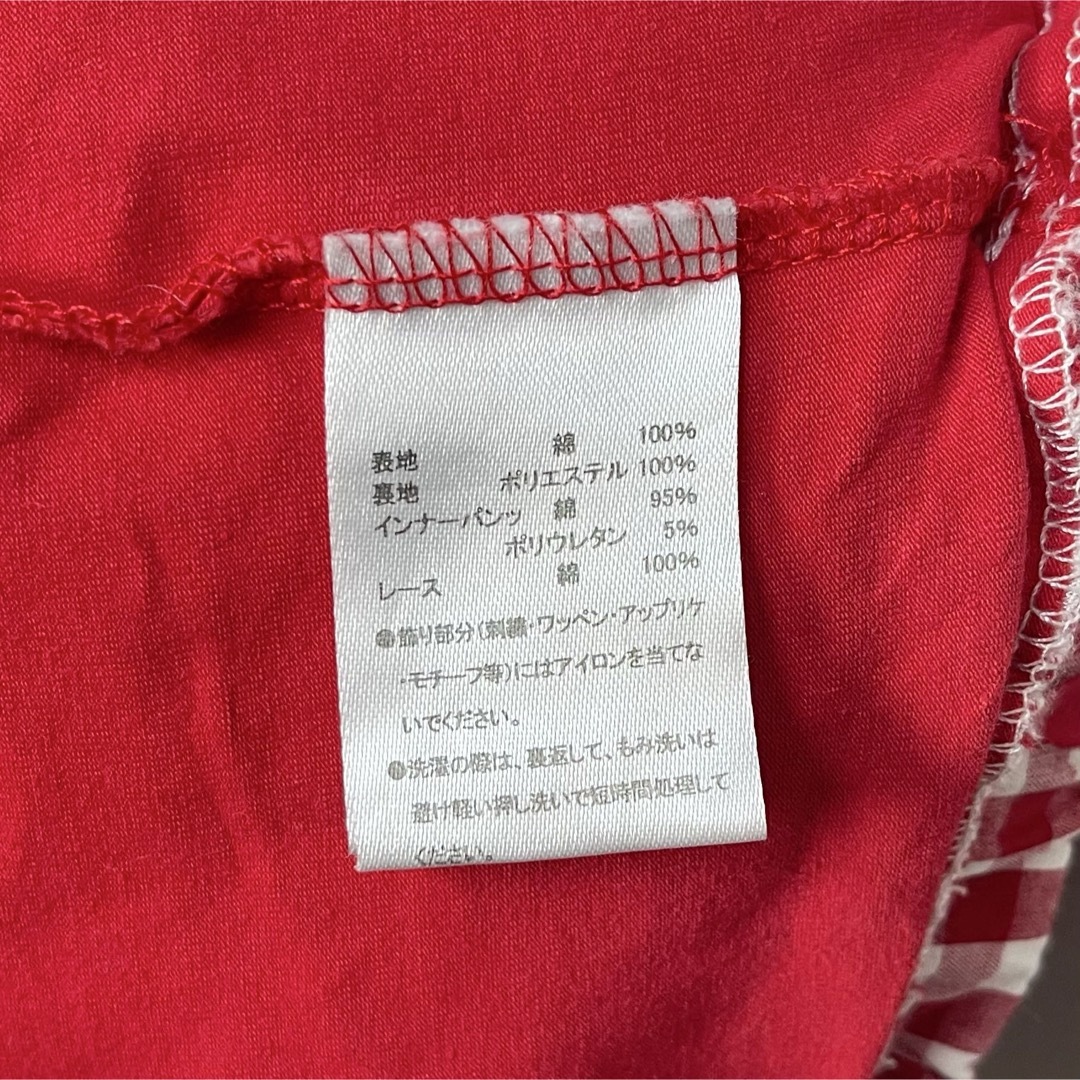 表地 綿 100%
裏地 ポリエステル 100%
インナーパンツ 綿 95%
ポリウレタン 5%
レース 綿 100%
●飾り部分(刺繍・ワッペン・アップリケ
・モチーフ等)にはアイロンを当てな
いでください。
●洗濯の際は、裏返して、もみ洗いは
避け軽い押し洗いで短時間処理して
ください。